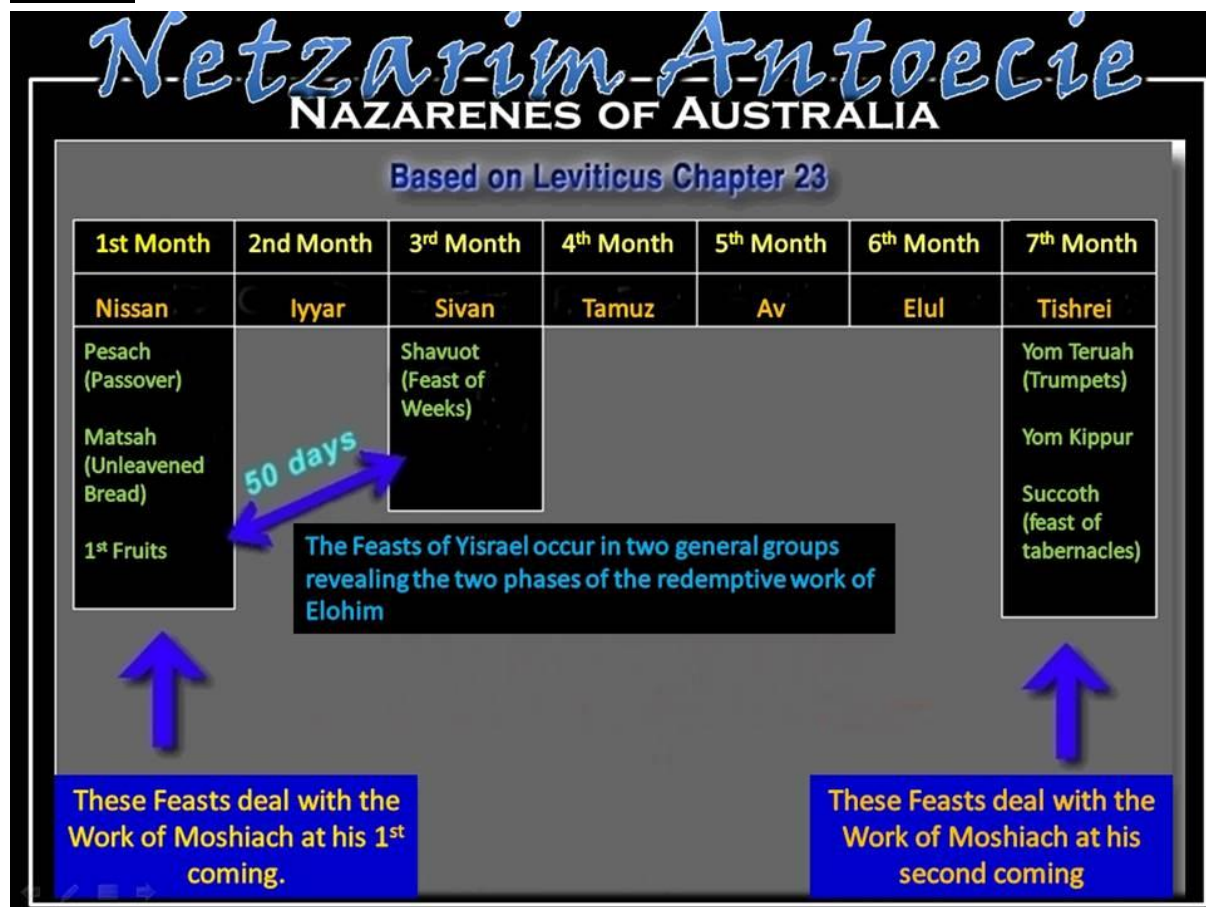 Netzarim Antoecie
NAZARENES OF AUSTRALIA
Based on Leviticus Chapter 23
1st Month 2nd Month 3rd Month 4th Month 5th Month 6th Month 7th Month
Nissan Iyyar Sivan Tamuz Av Elul Tishrei
Pesach
(Passover)
Matsah
(Unleavened
Bread)
1st Fruits
50 days
Shavuot
(Feast of
Weeks)
Yom Teruah
(Trumpets)
Yom Kippur
Succoth
(feast of
tabernacles)
The Feasts of Yisrael occur in two general groups
revealing the two phases of the redemptive work of
Elohim
These Feasts deal with the
Work of Moshiach at his 1st
coming.
These Feasts deal with the
Work of Moshiach at his
second coming